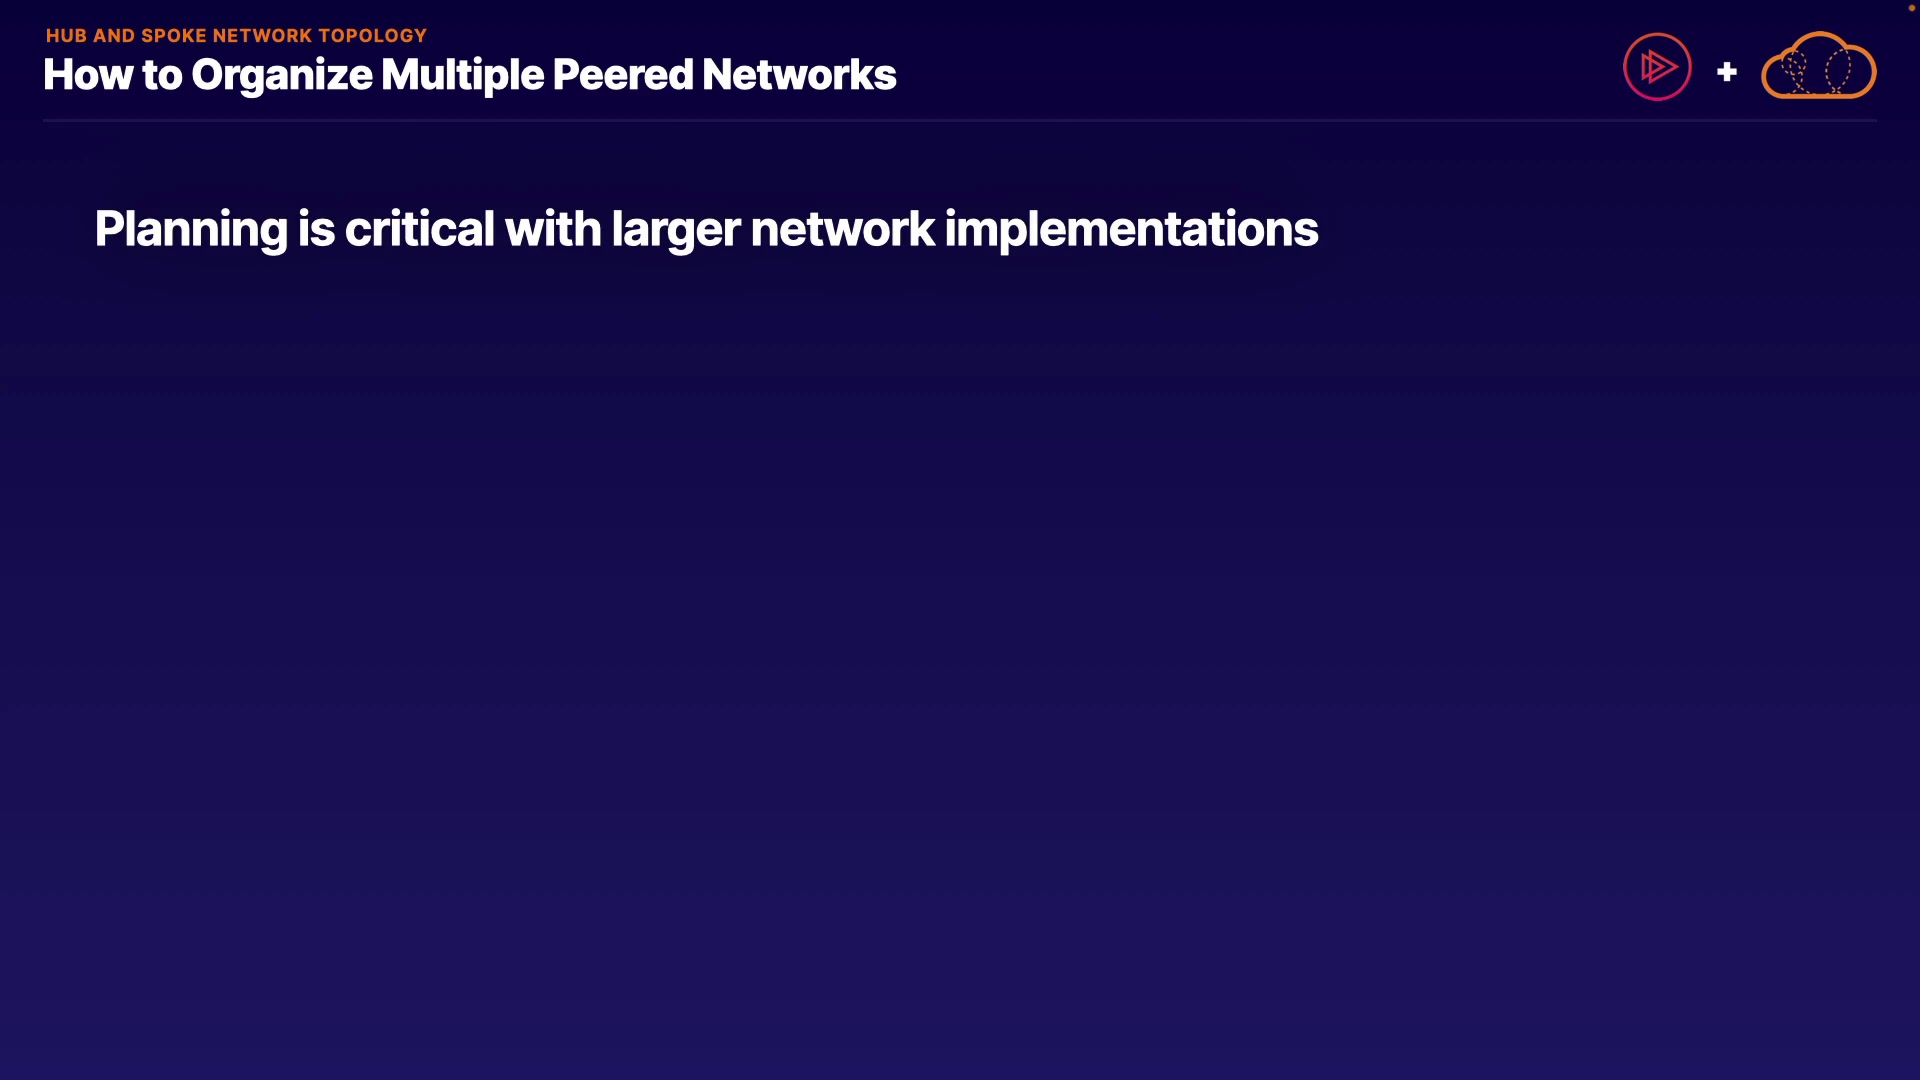 HUB AND SPOKE NETWORK TOPOLOGY
How to Organize Multiple Peered Networks
+
Planning is critical with larger network implementations